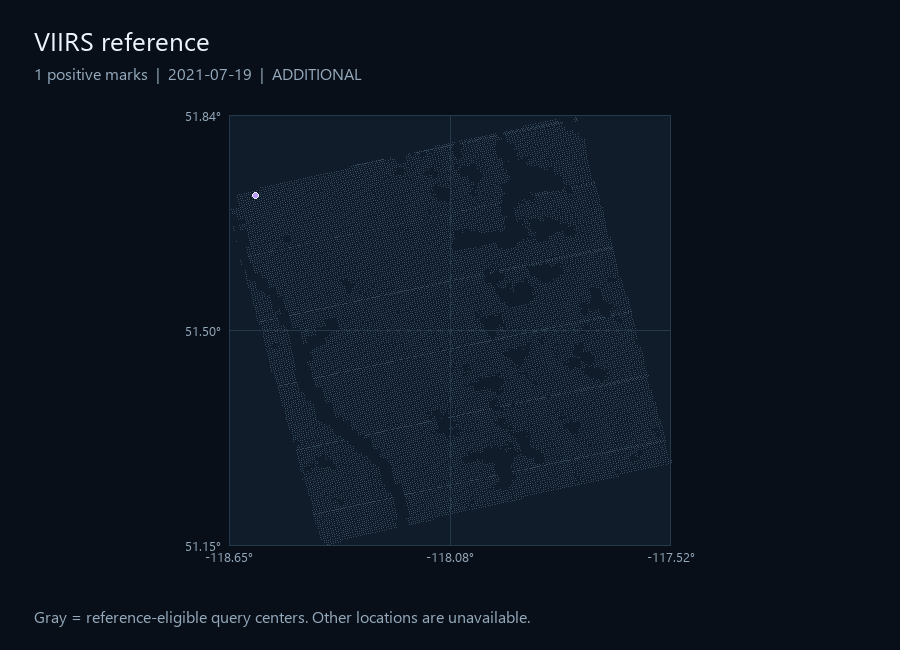 VIIRS reference
1 positive marks | 2021-07-19 | ADDITIONAL
51.84°
51.50°
51.15°
-118.65°
-118.08°
-117.52°
Gray = reference-eligible query centers. Other locations are unavailable.